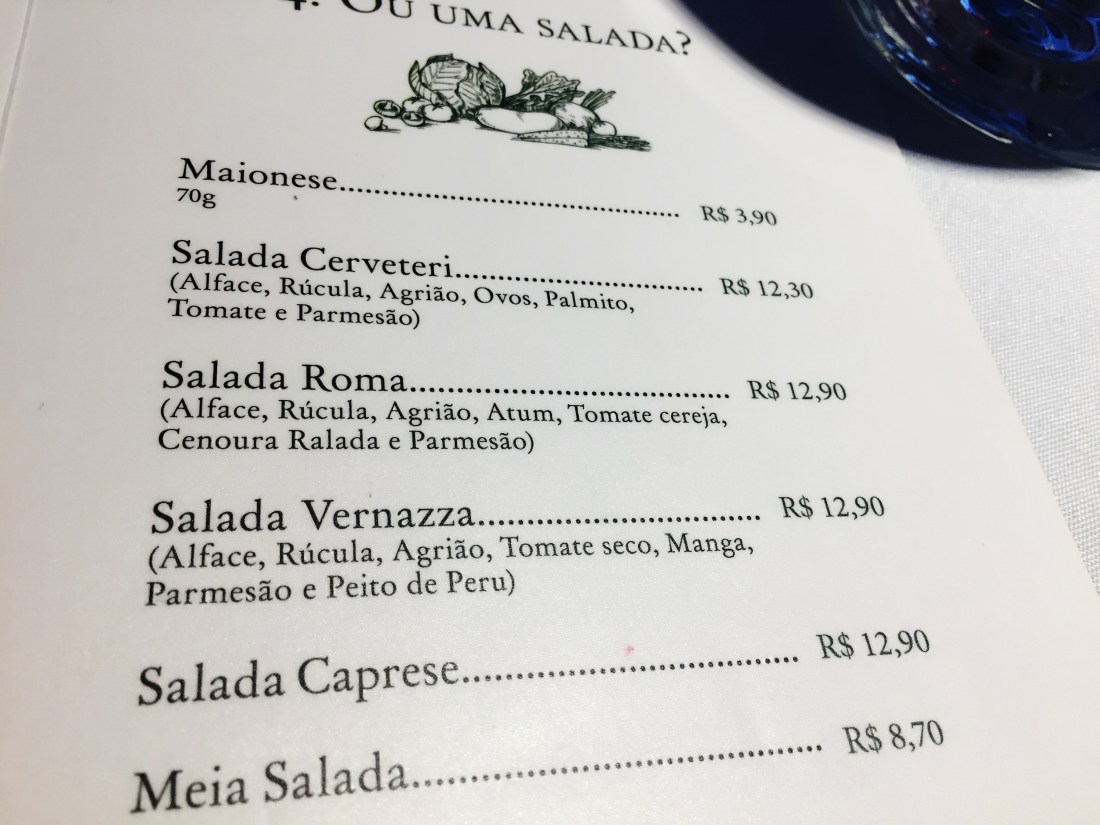 4. OU UMA SALADA?
Maionese.......................................... R$ 3,90
70g
Salada Cerveteri............................... R$ 12,30
(Alface, Rúcula, Agrião, Ovos, Palmito,
Tomate e Parmesão)
Salada Roma........................................ R$ 12,90
(Alface, Rúcula, Agrião, Atum, Tomate cereja,
Cenoura Ralada e Parmesão)
Salada Vernazza................................ R$ 12,90
(Alface, Rúcula, Agrião, Tomate seco, Manga,
Parmesão e Peito de Peru)
Salada Caprese................................... R$ 12,90
Meia Salada.......................................... R$ 8,70